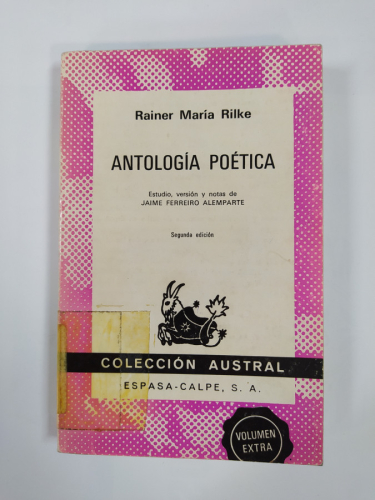 Rainer María Rilke
ANTOLOGÍA POÉTICA
Estudio, versión y notas de
JAIME FERREIRO ALEMPARTE
Segunda edición
COLECCIÓN AUSTRAL
ESPASA-CALPE, S. A.
VOLUMEN
EXTRA